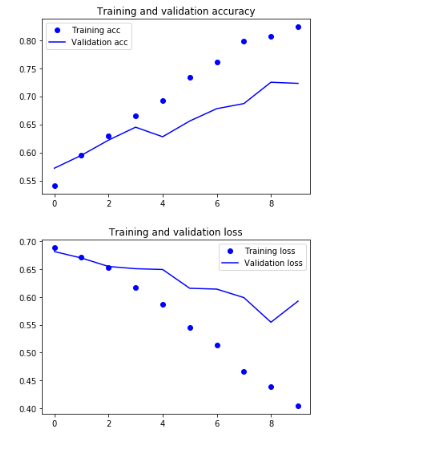 Training and validation accuracy
Training acc
Validation acc
0.80
0.75
0.70
0.65
0.60
0.55
0 2 4 6 8
Training and validation loss
Training loss
Validation loss
0.70
0.65
0.60
0.55
0.50
0.45
0.40
0 2 4 6 8